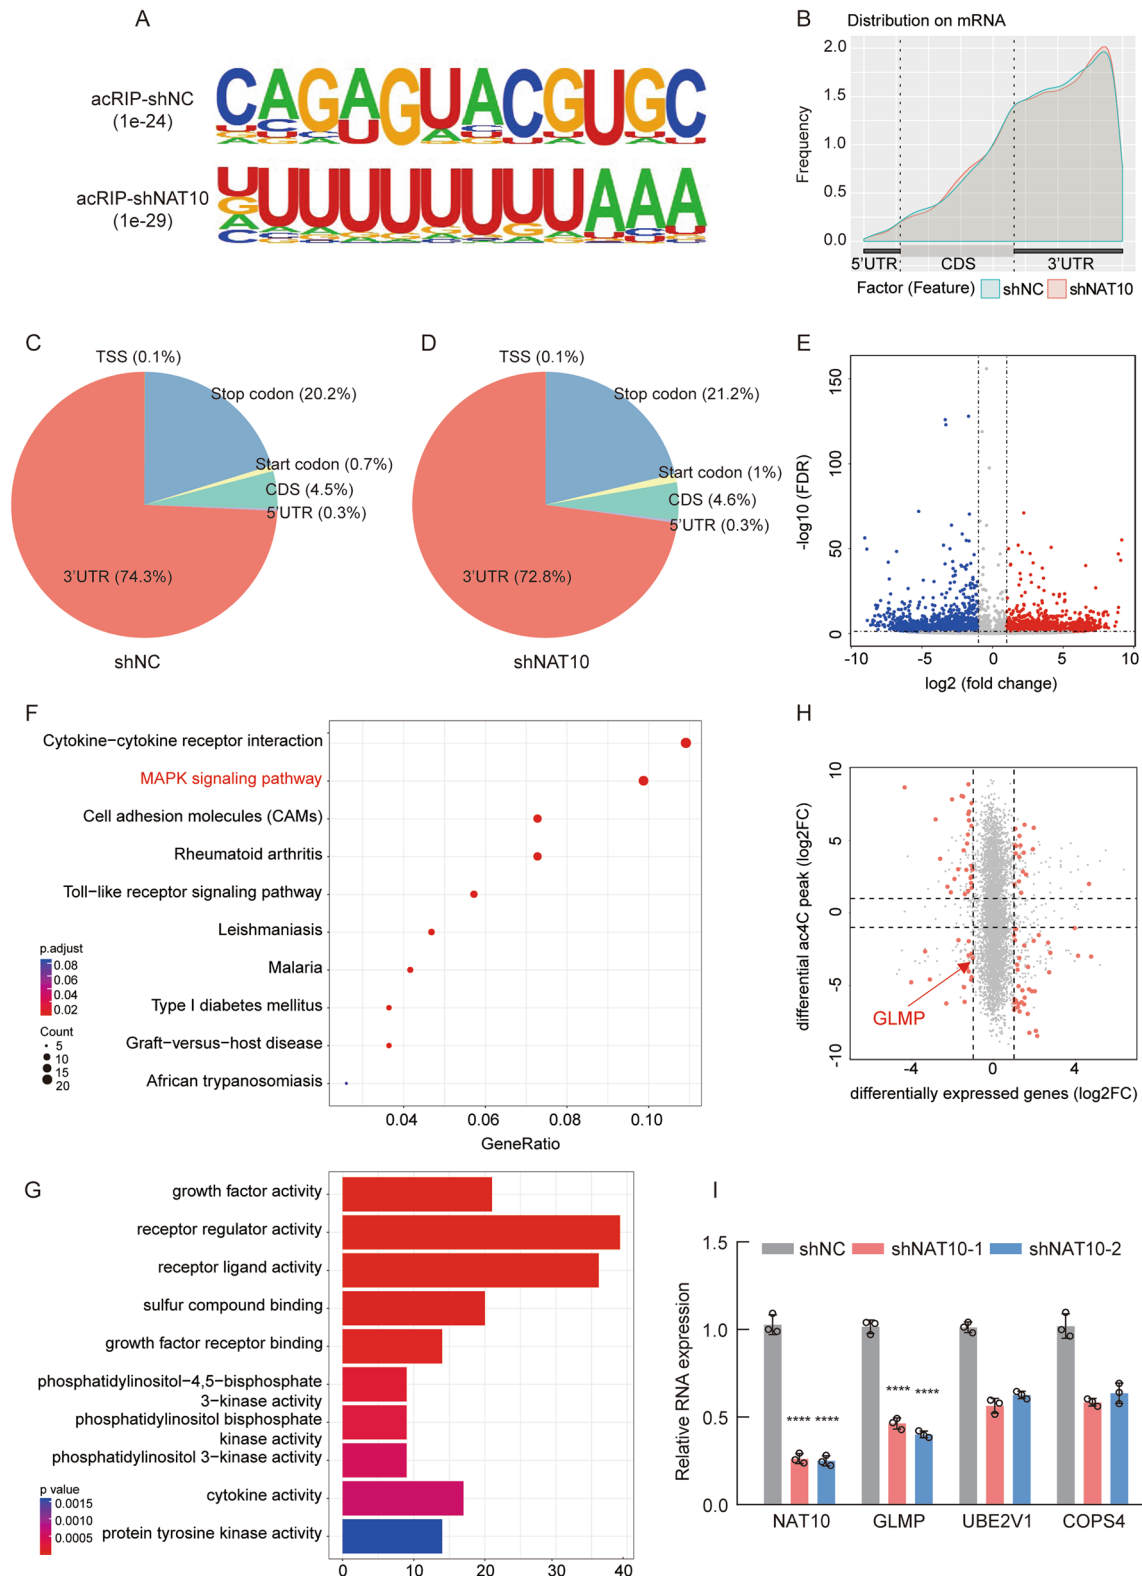 A
acRIP-shNC
(1e-24)
CAGAGUACGUGC
acRIP-shNAT10
(1e-29)
UUUUUUUUUAAA
B
Distribution on mRNA
Frequency
2.0
1.5
1.0
0.5
0.0
5'UTR
CDS
3'UTR
Factor (Feature)
shNC
shNAT10
C
TSS (0.1%)
Stop codon (20.2%)
Start codon (0.7%)
CDS (4.5%)
5'UTR (0.3%)
3'UTR (74.3%)
shNC
D
TSS (0.1%)
Stop codon (21.2%)
Start codon (1%)
CDS (4.6%)
5'UTR (0.3%)
3'UTR (72.8%)
shNAT10
E
-log10 (FDR)
150
100
50
0
-10
-5
0
5
10
log2 (fold change)
F
Cytokine−cytokine receptor interaction
MAPK signaling pathway
Cell adhesion molecules (CAMs)
Rheumatoid arthritis
Toll−like receptor signaling pathway
Leishmaniasis
Malaria
Type I diabetes mellitus
Graft−versus−host disease
African trypanosomiasis
p.adjust
0.08
0.06
0.04
0.02
Count
5
10
15
20
0.04
0.06
0.08
0.10
GeneRatio
H
differential ac4C peak (log2FC)
10
5
0
-5
-10
GLMP
-4
0
4
differentially expressed genes (log2FC)
G
growth factor activity
receptor regulator activity
receptor ligand activity
sulfur compound binding
growth factor receptor binding
phosphatidylinositol−4,5−bisphosphate
3−kinase activity
phosphatidylinositol bisphosphate
kinase activity
phosphatidylinositol 3−kinase activity
cytokine activity
protein tyrosine kinase activity
p value
0.0015
0.0010
0.0005
0
10
20
30
40
I
Relative RNA expression
1.5
1.0
0.5
0.0
shNC
shNAT10-1
shNAT10-2
**** ****
**** ****
NAT10
GLMP
UBE2V1
COPS4